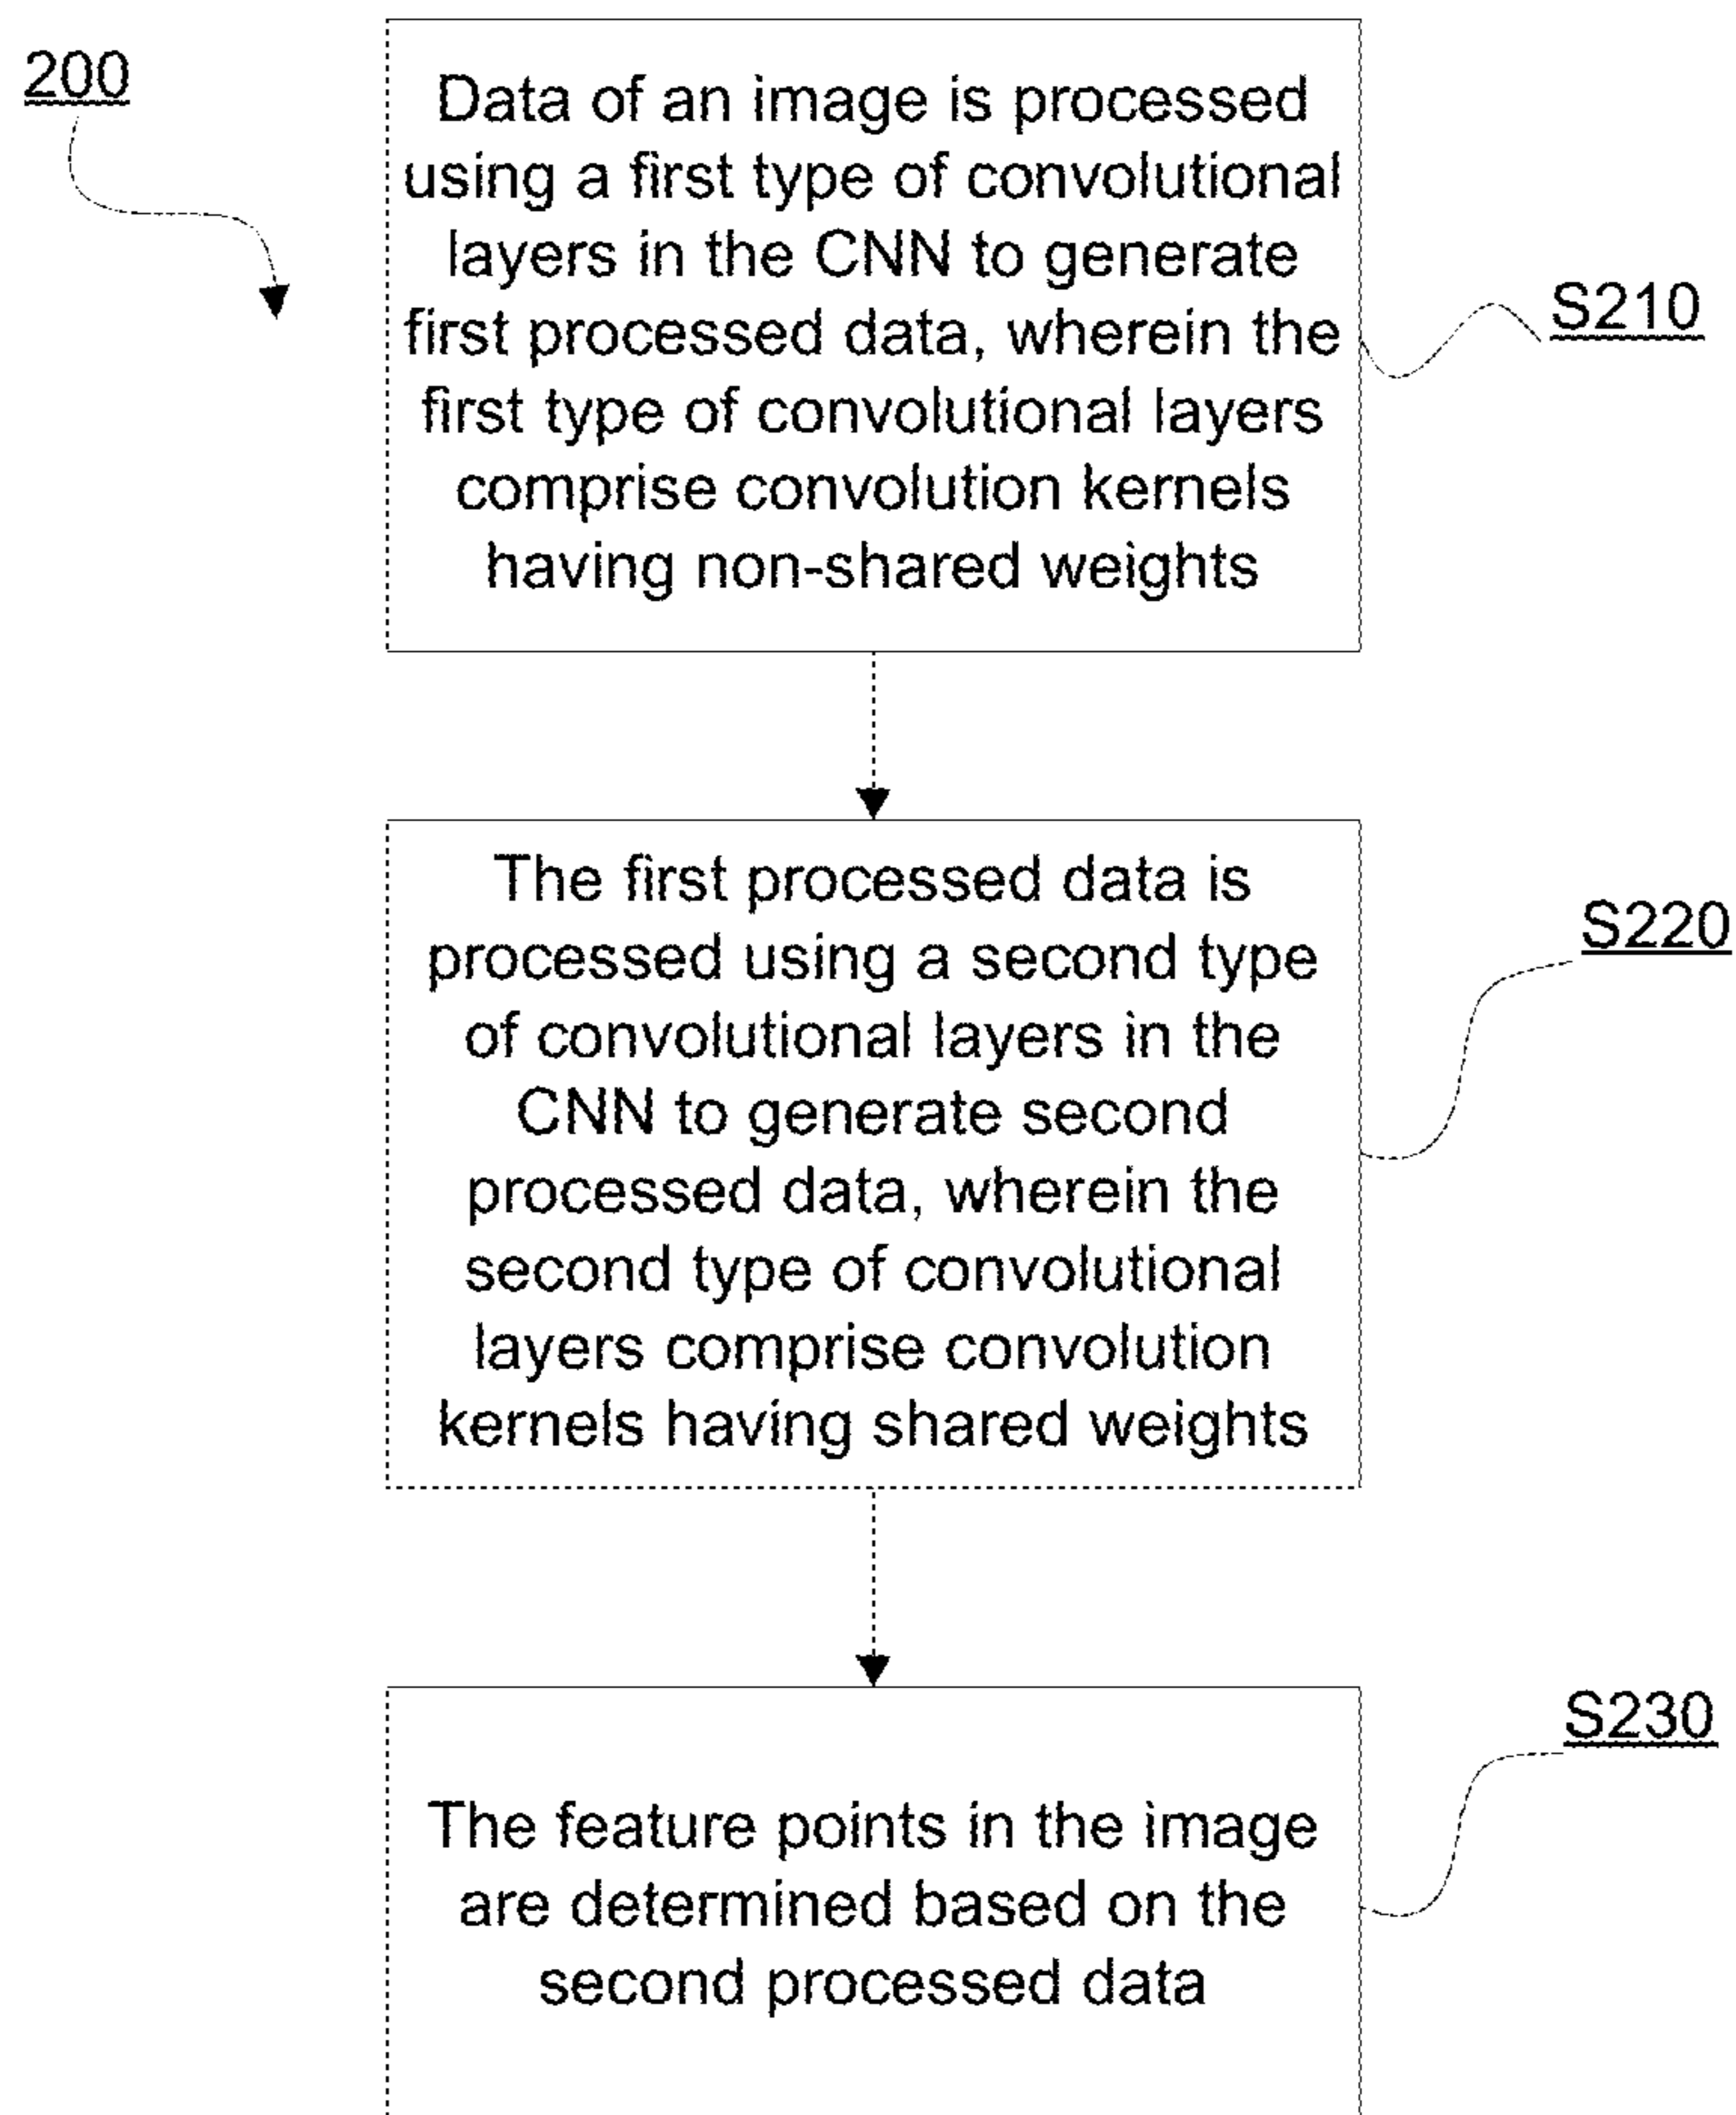 200
Data of an image is processed
using a first type of convolutional
layers in the CNN to generate
first processed data, wherein the
first type of convolutional layers
comprise convolution kernels
having non-shared weights
S210
The first processed data is
processed using a second type
of convolutional layers in the
CNN to generate second
processed data, wherein the
second type of convolutional
layers comprise convolution
kernels having shared weights
S220
The feature points in the image
are determined based on the
second processed data
S230